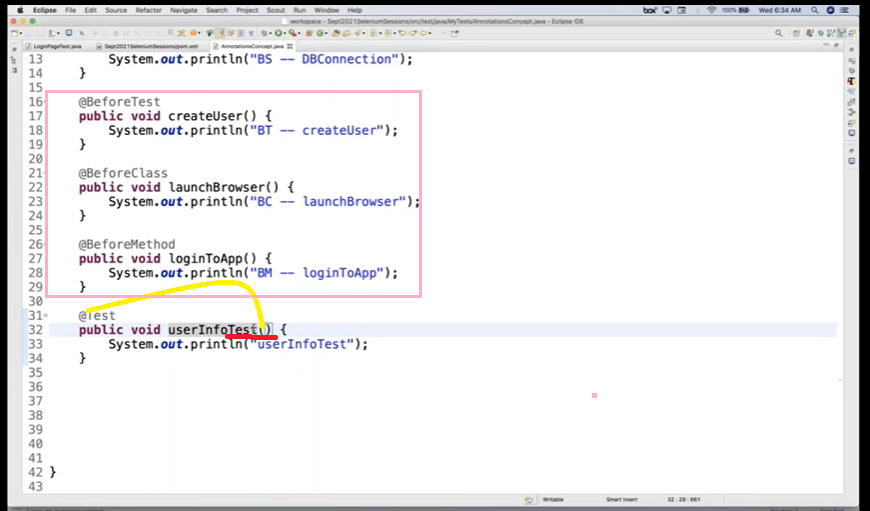 Eclipse File Edit Source Refactor Navigate Search Project Scout Run Window Help box 100% Wed 6:34 AM
workspace - Sept2021SeleniumSessions/src/test/java/MyTests/AnnotationsConcept.java - Eclipse IDE
LoginPageTest.java Sept2021SeleniumSessions/pom.xml AnnotationsConcept.java
13 System.out.println("BS -- DBConnection");
14 }
15
16 @BeforeTest
17 public void createUser() {
18 System.out.println("BT -- createUser");
19 }
20
21 @BeforeClass
22 public void launchBrowser() {
23 System.out.println("BC -- launchBrowser");
24 }
25
26 @BeforeMethod
27 public void loginToApp() {
28 System.out.println("BM -- loginToApp");
29 }
30
31 @Test
32 public void userInfoTest() {
33 System.out.println("userInfoTest");
34 }
35
36
37
38
39
40
41
42 }
43
Writable Smart Insert 32 : 29 : 661